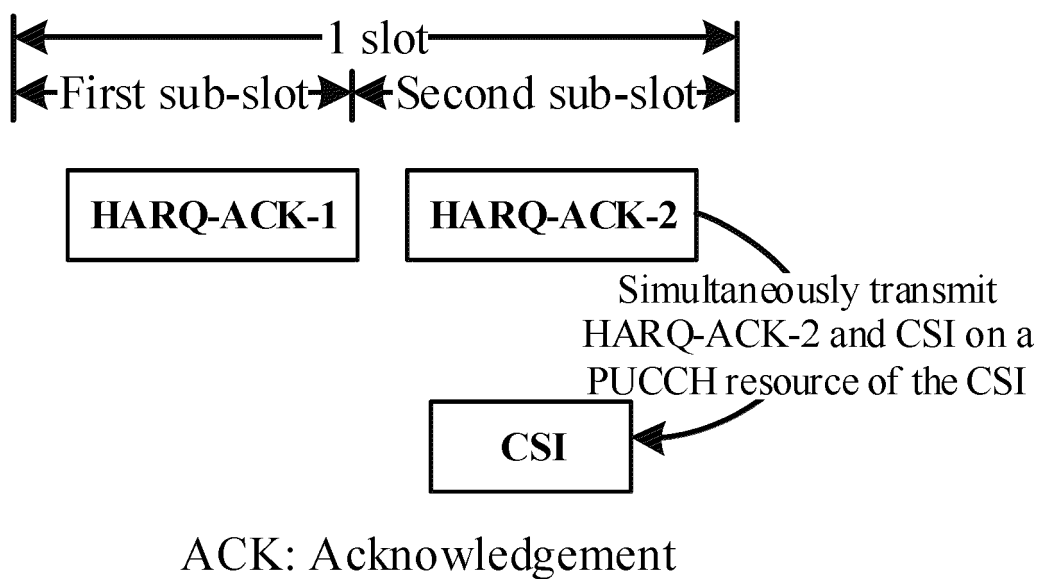 1 slot
First sub-slot Second sub-slot
HARQ-ACK-1 HARQ-ACK-2
Simultaneously transmit
HARQ-ACK-2 and CSI on a
PUCCH resource of the CSI
CSI
ACK: Acknowledgement